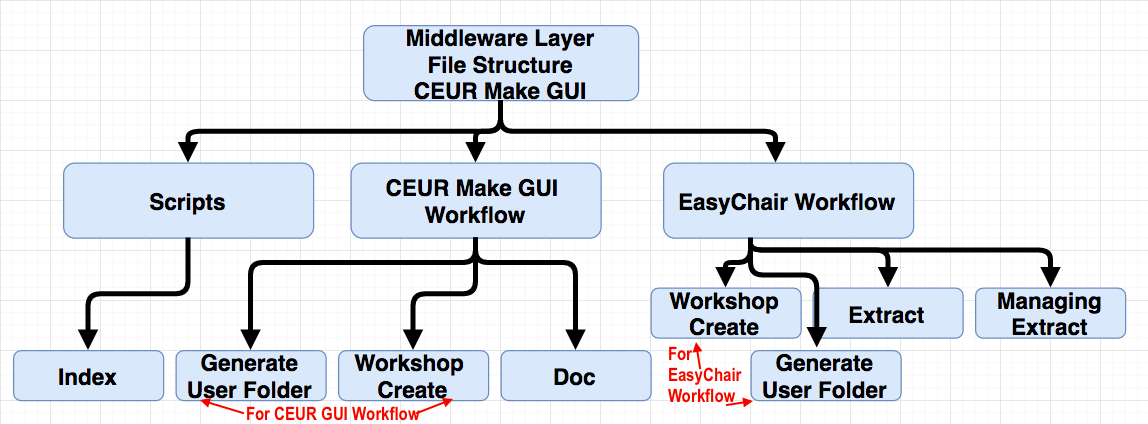 Middleware Layer
File Structure
CEUR Make GUI
Scripts
CEUR Make GUI
Workflow
EasyChair Workflow
Workshop
Create
Extract
Managing
Extract
Index
Generate
User Folder
Workshop
Create
Doc
For
EasyChair
Workflow
Generate
User Folder
For CEUR GUI Workflow